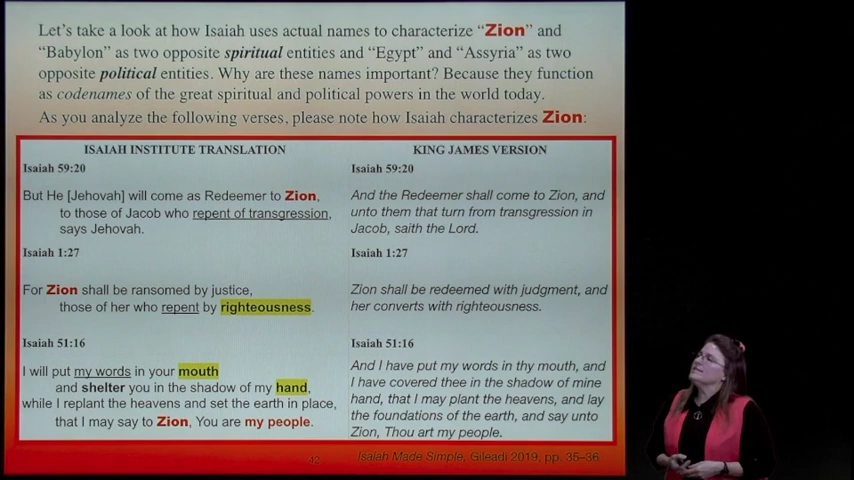 Let's take a look at how Isaiah uses actual names to characterize "Zion" and
"Babylon" as two opposite spiritual entities and "Egypt" and "Assyria" as two
opposite political entities. Why are these names important? Because they function
as codenames of the great spiritual and political powers in the world today.
As you analyze the following verses, please note how Isaiah characterizes Zion:
ISAIAH INSTITUTE TRANSLATION
Isaiah 59:20
But He [Jehovah] will come as Redeemer to Zion,
to those of Jacob who repent of transgression,
says Jehovah.
Isaiah 1:27
For Zion shall be ransomed by justice,
those of her who repent by righteousness.
Isaiah 51:16
I will put my words in your mouth
and shelter you in the shadow of my hand,
while I replant the heavens and set the earth in place,
that I may say to Zion, You are my people.
KING JAMES VERSION
Isaiah 59:20
And the Redeemer shall come to Zion, and
unto them that turn from transgression in
Jacob, saith the Lord.
Isaiah 1:27
Zion shall be redeemed with judgment, and
her converts with righteousness.
Isaiah 51:16
And I have put my words in thy mouth, and
I have covered thee in the shadow of mine
hand, that I may plant the heavens, and lay
the foundations of the earth, and say unto
Zion, Thou art my people.
42
Isaiah Made Simple, Gileadi 2019, pp. 35–36